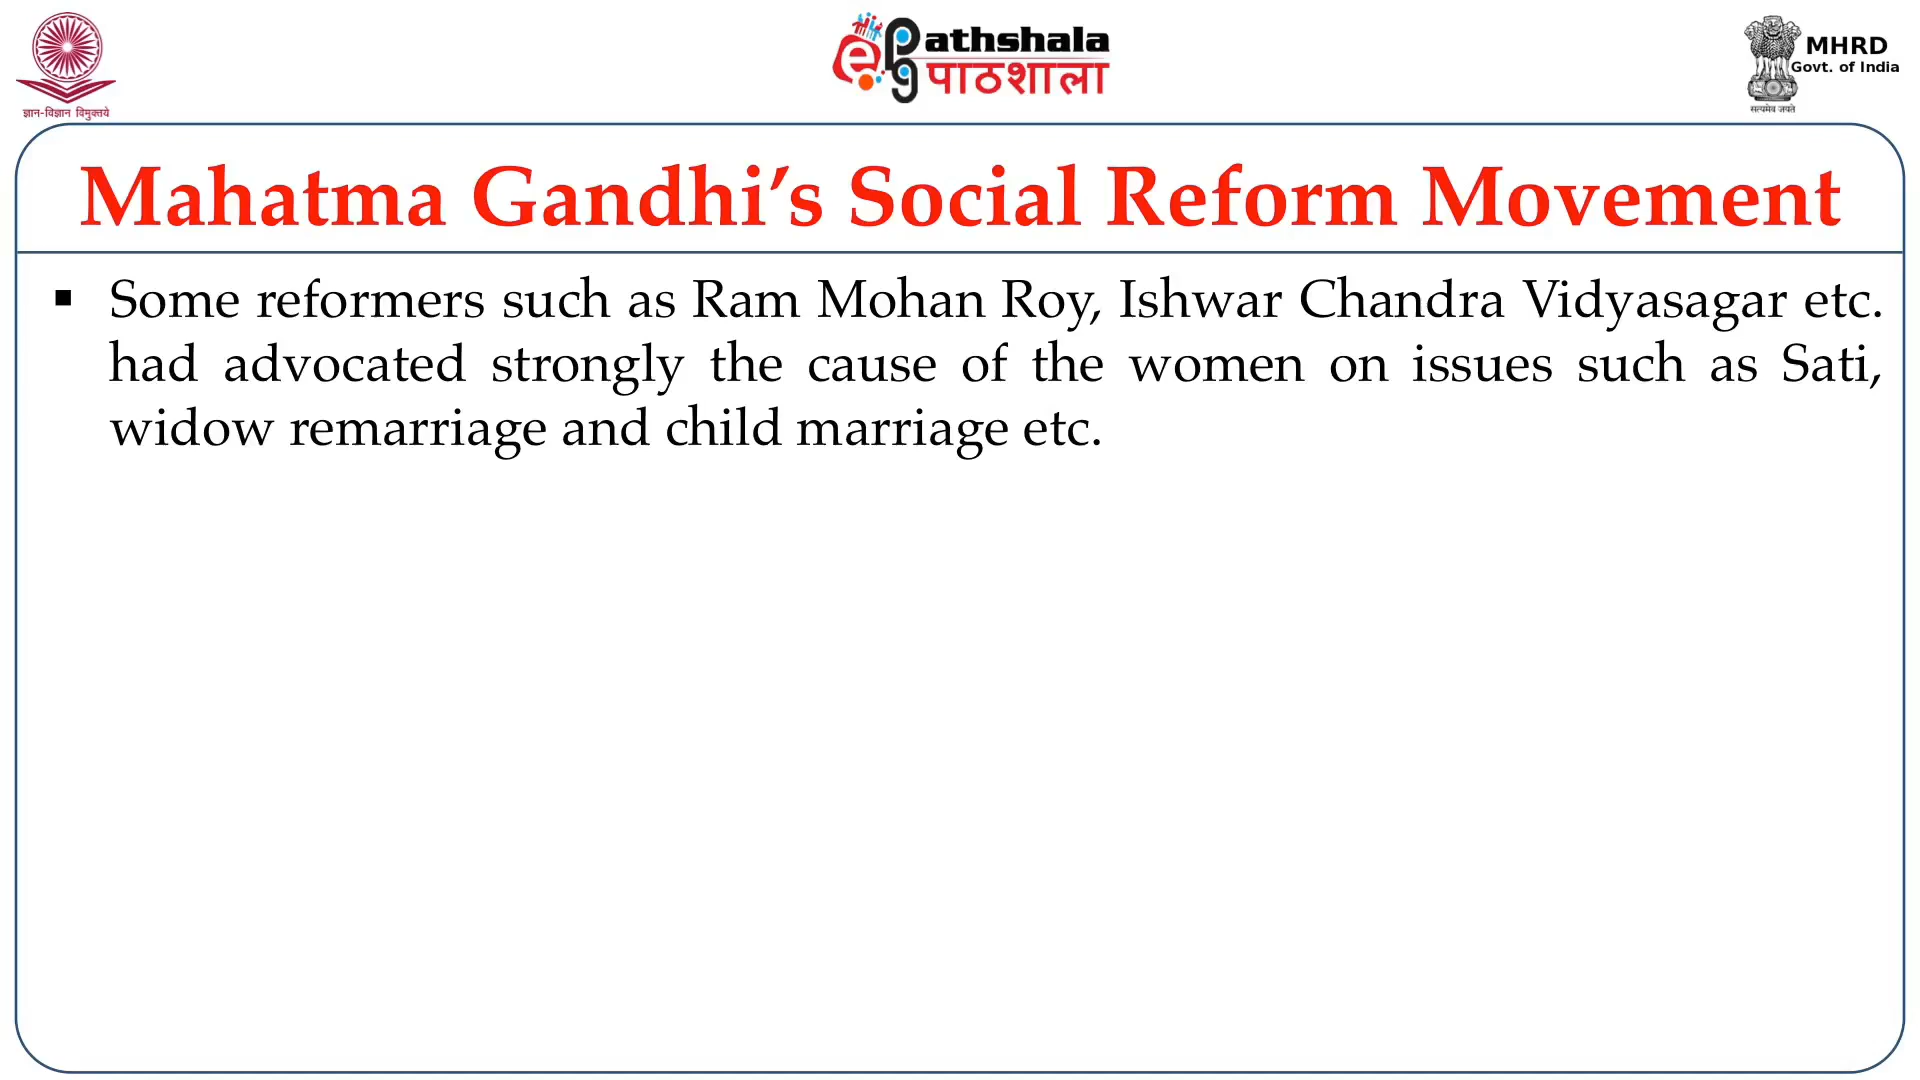 ज्ञान-विज्ञान विमुक्तये
ePathshala
पाठशाला
MHRD
Govt. of India
सत्यमेव जयते
Mahatma Gandhi’s Social Reform Movement
▪ Some reformers such as Ram Mohan Roy, Ishwar Chandra Vidyasagar etc.
had advocated strongly the cause of the women on issues such as Sati,
widow remarriage and child marriage etc.